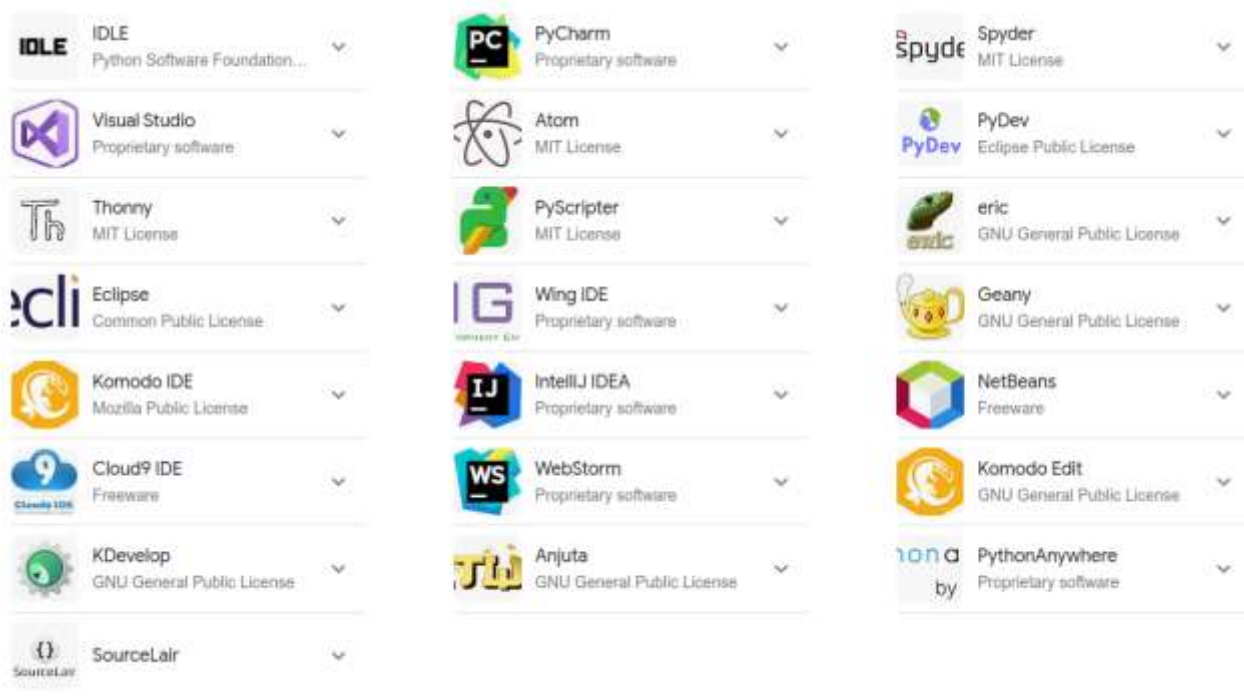 IDLE
IDLE
Python Software Foundation...
PC
PyCharm
Proprietary software
spyde
Spyder
MIT License
Visual Studio
Proprietary software
Atom
MIT License
PyDev
PyDev
Eclipse Public License
Th
Thonny
MIT License
PyScripter
MIT License
eric
eric
GNU General Public License
ecli
Eclipse
Common Public License
G
Wing IDE
Proprietary software
Geany
GNU General Public License
Komodo IDE
Mozilla Public License
IJ
IntelliJ IDEA
Proprietary software
NetBeans
Freeware
9
Cloud9 IDE
Cloud9 IDE
Freeware
WS
WebStorm
Proprietary software
Komodo Edit
GNU General Public License
KDevelop
GNU General Public License
Anjuta
GNU General Public License
on a
by
PythonAnywhere
Proprietary software
{}
SourceLair
SourceLair